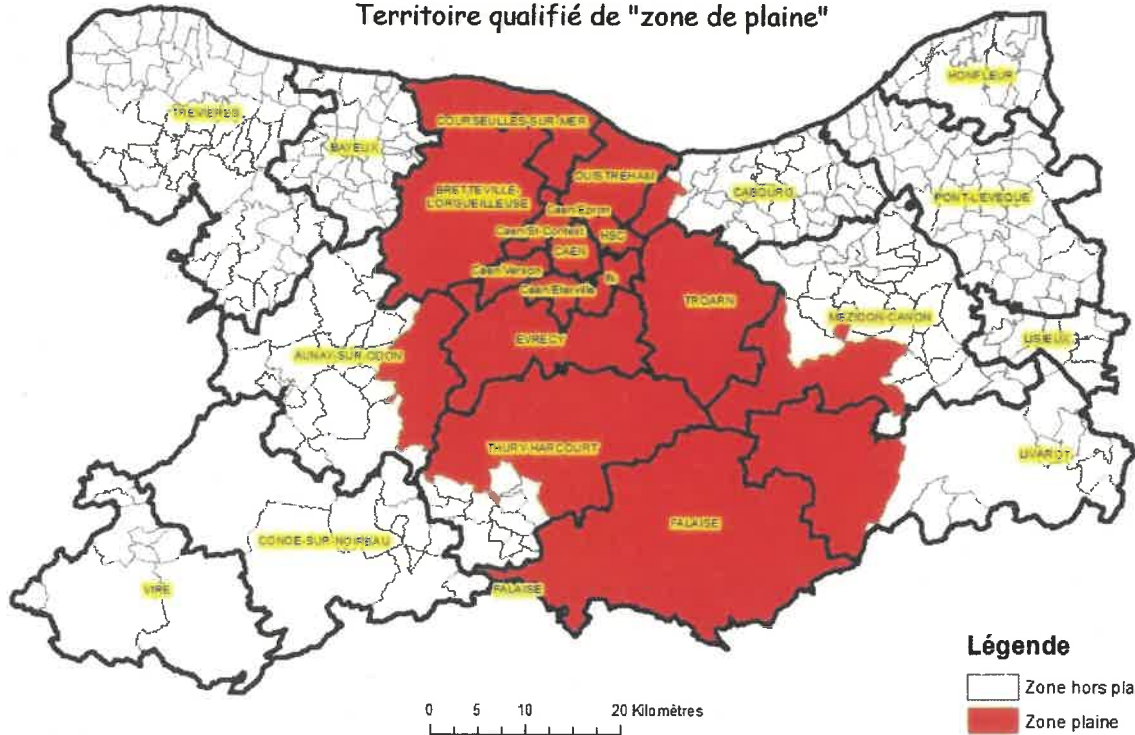 Territoire qualifié de "zone de plaine"
HONFLEUR
TREVIERES
COURSEULLES-SUR-MER
BAYEUX
OUISTREHAM
CABOURG
BRETTEVILLE-
L'ORGUEILLEUSE
PONT-L'EVEQUE
Caen/Epron
Caen/St-Contest
HSC
CAEN
Caen/Verson
Caen/Eterville
TROARN
MEZIDON-CANON
EVRECY
LISIEUX
AUNAY-SUR-ODON
THURY-HARCOURT
LIVAROT
FALAISE
CONDE-SUR-NOIREAU
VIRE
FALAISE
Légende
Zone hors pla
Zone plaine
0 5 10 20 Kilomètres